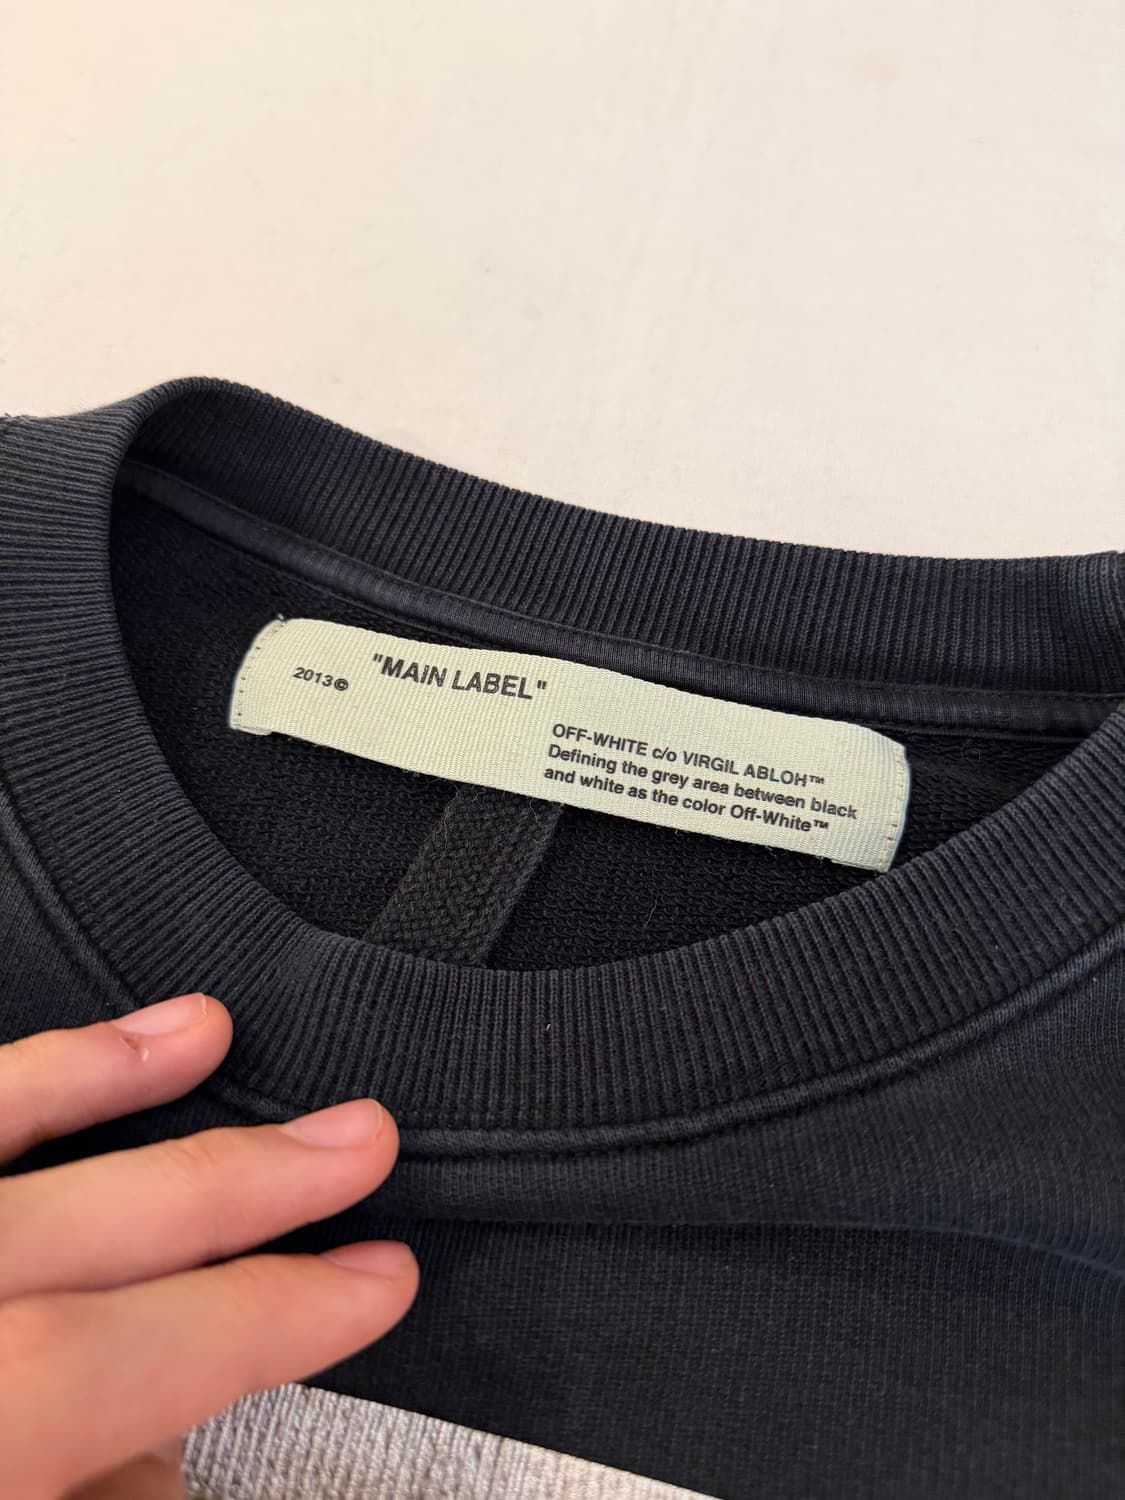 2013© "MAIN LABEL"
OFF-WHITE c/o VIRGIL ABLOH™
Defining the grey area between black
and white as the color Off-White™